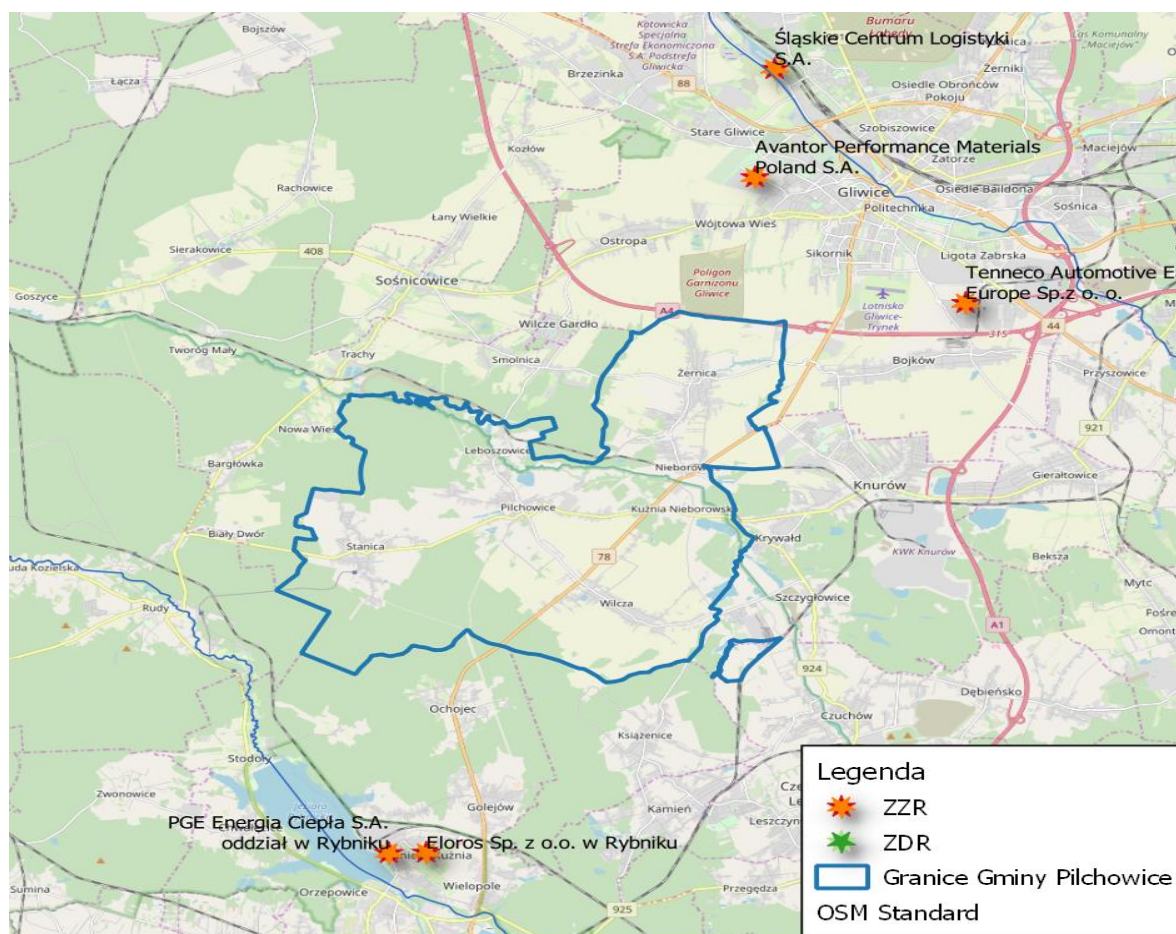 Bojszów
Łącza
Katowicka
Specjalna
Strefa Ekonomiczna
S.A. Podstrefa
Gliwicka
Brzezinka
88
Śląskie Centrum Logistyki
S.A.
Bumaru
Łabędy
Żerniki
Las Komunalny
"Maciejów"
Osiedle Obrońców
Pokoju
Stare Gliwice
Szobiszowice
Zatorze
Maciejów
Kozłów
Avantor Performance Materials
Poland S.A.
Gliwice
Osiedle Baildona
Politechnika
Sośnica
Rachowice
Łany Wielkie
Wójtowa Wieś
Ostropa
Sikornik
Ligota Zabrska
Sierakowice
408
Sośnicowice
Poligon
Garnizonu
Gliwice
Tenneco Automotive E
Europe Sp.z o. o.
Goszyce
Lotnisko
Gliwice-
Trynek
A4
315
44
Wilcze Gardło
Tworóg Mały
Trachy
Smolnica
Bojków
Przyszowice
Żernica
921
Nowa Wieś
Leboszowice
Bargłówka
Nieborów
Knurów
Gierałtowice
Pilchowice
Kuźnia Nieborowska
Biały Dwór
Stanica
78
Krywałd
KWK Knurów
Beksza
uda Kozielska
Rudy
Wilcza
Szczygłowice
Mytc
A1
Omont
924
Dębieńsko
Ochojec
Czuchów
Książenice
Stodoły
Zwonowice
Golejów
Kamień
Leszczyn
PGE Energia Ciepła S.A.
oddział w Rybniku
Eloros Sp. z o.o. w Rybniku
Wielopole
Orzepowice
Sumina
925
Przegędza
Legenda
ZZR
ZDR
Granice Gminy Pilchowice
OSM Standard